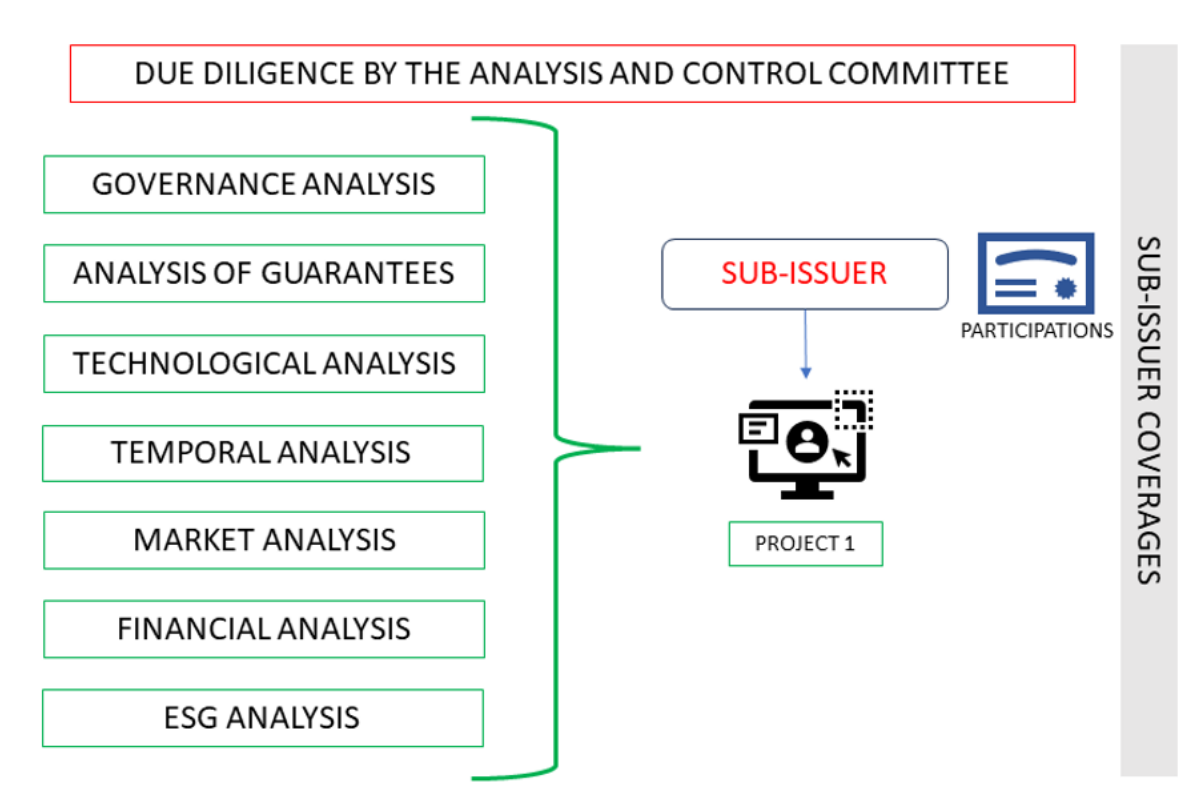 DUE DILIGENCE BY THE ANALYSIS AND CONTROL COMMITTEE
GOVERNANCE ANALYSIS
ANALYSIS OF GUARANTEES
TECHNOLOGICAL ANALYSIS
TEMPORAL ANALYSIS
MARKET ANALYSIS
FINANCIAL ANALYSIS
ESG ANALYSIS
SUB-ISSUER
PARTICIPATIONS
PROJECT 1
SUB-ISSUER COVERAGES